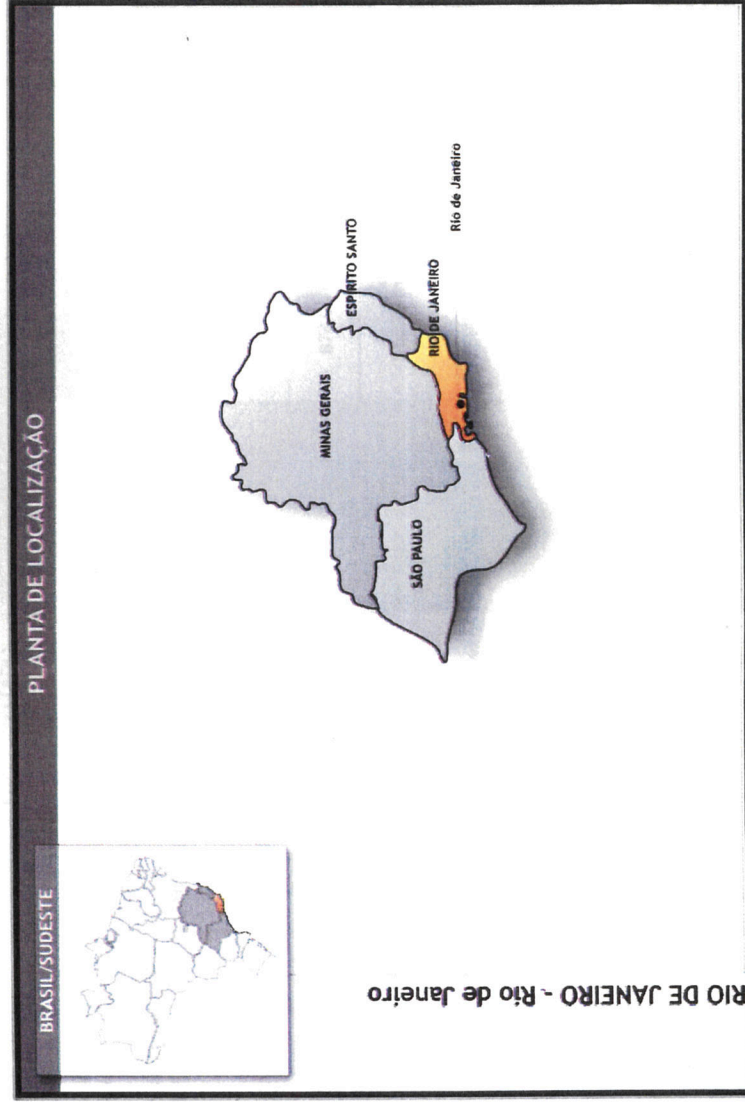 PLANTA DE LOCALIZAÇÃO
BRASIL/SUDESTE
MINAS GERAIS
ESPIRITO SANTO
SÃO PAULO
RIO DE JANEIRO
Rio de Janeiro
RIO DE JANEIRO - Rio de Janeiro